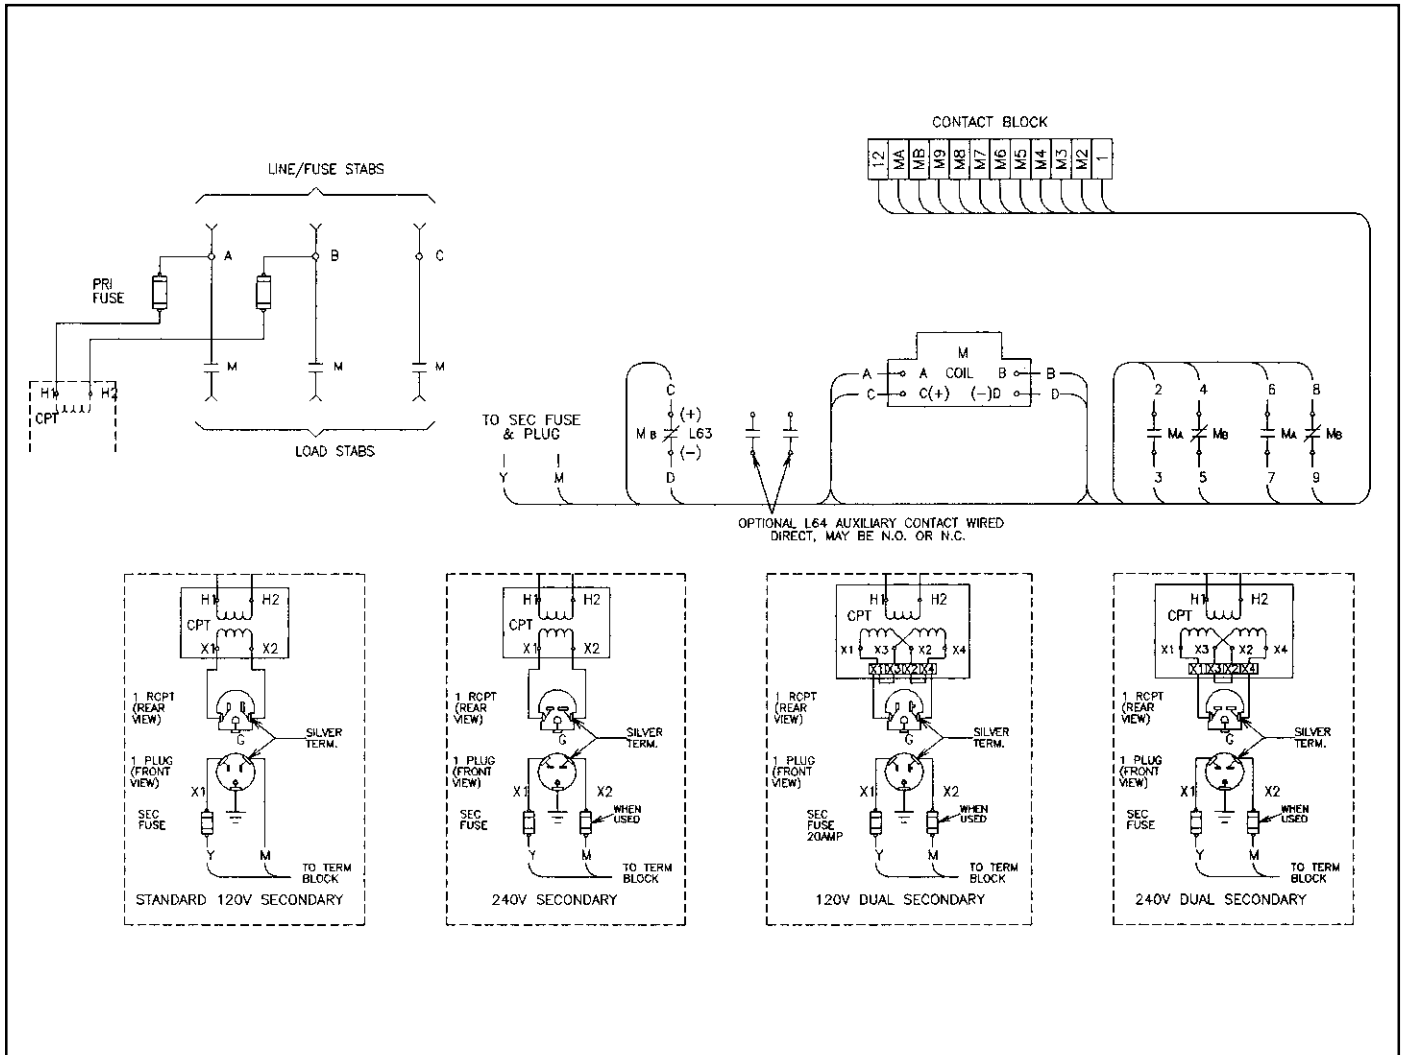 CONTACT BLOCK
12 MA MB M9 M8 M7 M6 M5 M4 M3 M2 1
LINE/FUSE STABS
A B C
PRI
FUSE
M M M
H1 H2
CPT
LOAD STABS
TO SEC FUSE
& PLUG
Y M
C
(+)
MB L63
(-)
D
M
A A COIL B B
C C(+) (-)D D
2 4 6 8
MA MB MA MB
3 5 7 9
OPTIONAL L64 AUXILIARY CONTACT WIRED
DIRECT, MAY BE N.O. OR N.C.
H1 H2
CPT
X1 X2
1 RCPT
(REAR
VIEW)
G
SILVER
TERM.
1 PLUG
(FRONT
VIEW)
X1
SEC
FUSE
Y M
TO TERM
BLOCK
STANDARD 120V SECONDARY
H1 H2
CPT
X1 X2
1 RCPT
(REAR
VIEW)
G
SILVER
TERM.
1 PLUG
(FRONT
VIEW)
X1 X2
SEC
FUSE
WHEN
USED
Y M
TO TERM
BLOCK
240V SECONDARY
H1 H2
CPT
X1 X3 X2 X4
X1 X3 X2 X4
1 RCPT
(REAR
VIEW)
G
SILVER
TERM.
1 PLUG
(FRONT
VIEW)
X1 X2
SEC
FUSE
20AMP
WHEN
USED
Y M
TO TERM
BLOCK
120V DUAL SECONDARY
H1 H2
CPT
X1 X3 X2 X4
X1 X3 X2 X4
1 RCPT
(REAR
VIEW)
G
SILVER
TERM.
1 PLUG
(FRONT
VIEW)
X1 X2
SEC
FUSE
WHEN
USED
Y M
TO TERM
BLOCK
240V DUAL SECONDARY